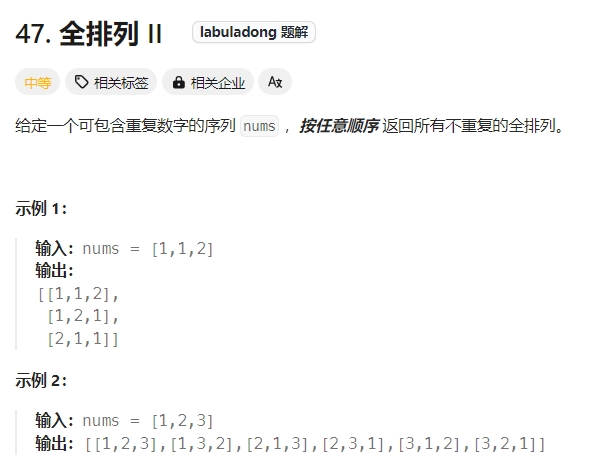 47. 全排列 II labuladong 题解
中等 相关标签 相关企业 A文
给定一个可包含重复数字的序列 nums ，按任意顺序 返回所有不重复的全排列。
示例 1：
输入：nums = [1,1,2]
输出：
[[1,1,2],
[1,2,1],
[2,1,1]]
示例 2：
输入：nums = [1,2,3]
输出：[[1,2,3],[1,3,2],[2,1,3],[2,3,1],[3,1,2],[3,2,1]]